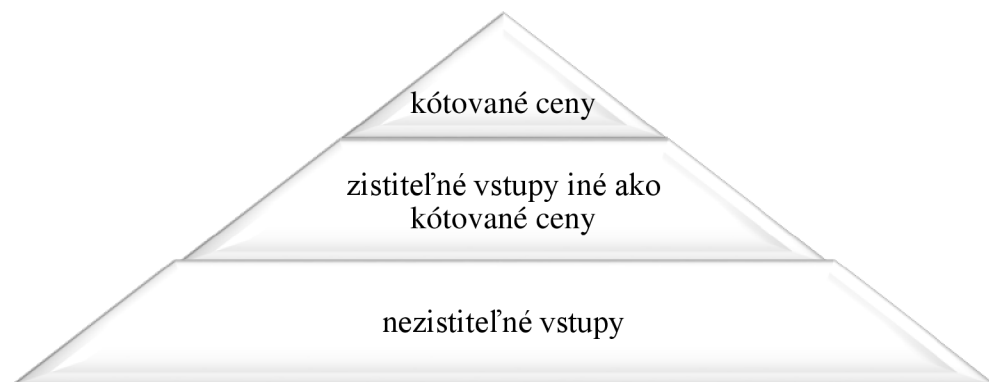 kótované ceny
zistiteľné vstupy iné ako
kótované ceny
nezistiteľné vstupy